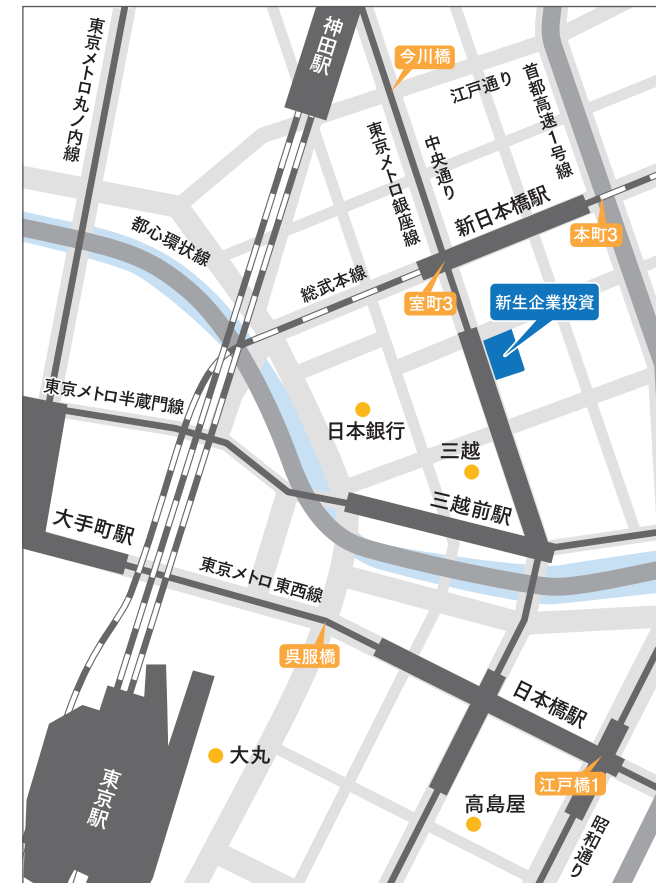 神田駅
東京メトロ丸ノ内線
今川橋
江戸通り
首都高速1号線
東京メトロ銀座線
中央通り
新日本橋駅
本町3
都心環状線
総武本線
室町3
新生企業投資
東京メトロ半蔵門線
日本銀行
三越
三越前駅
大手町駅
東京メトロ 東西線
呉服橋
日本橋駅
大丸
東京駅
江戸橋1
高島屋
昭和通り